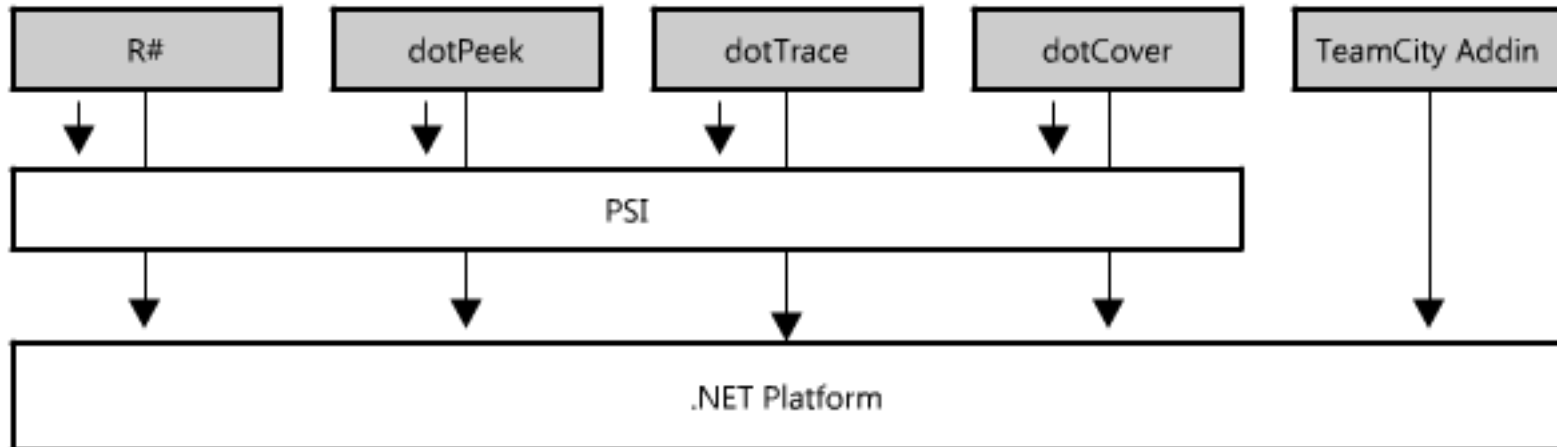 R#
dotPeek
dotTrace
dotCover
TeamCity Addin
PSI
.NET Platform